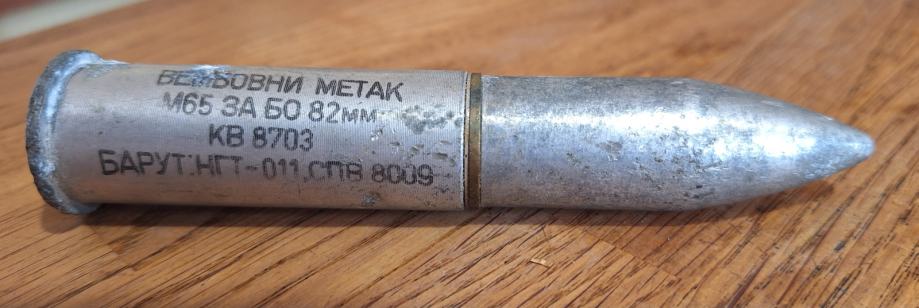 ВЕЖБОВНИ МЕТАК
М65 ЗА БО 82мм
КВ 8703
БАРУТ:НГТ-011,СПВ 8009